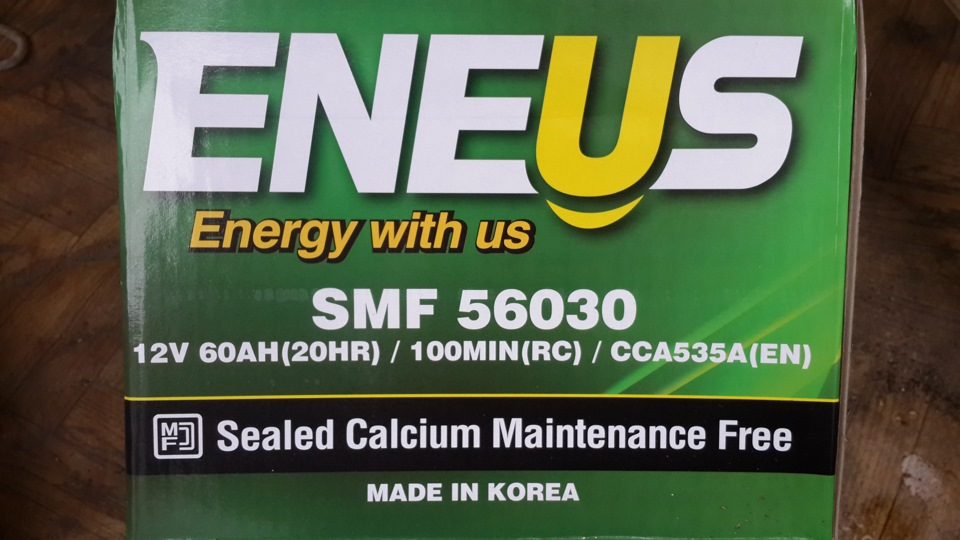 ENEUS
Energy with us
SMF 56030
12V 60AH(20HR) / 100MIN(RC) / CCA535A(EN)
MF Sealed Calcium Maintenance Free
MADE IN KOREA